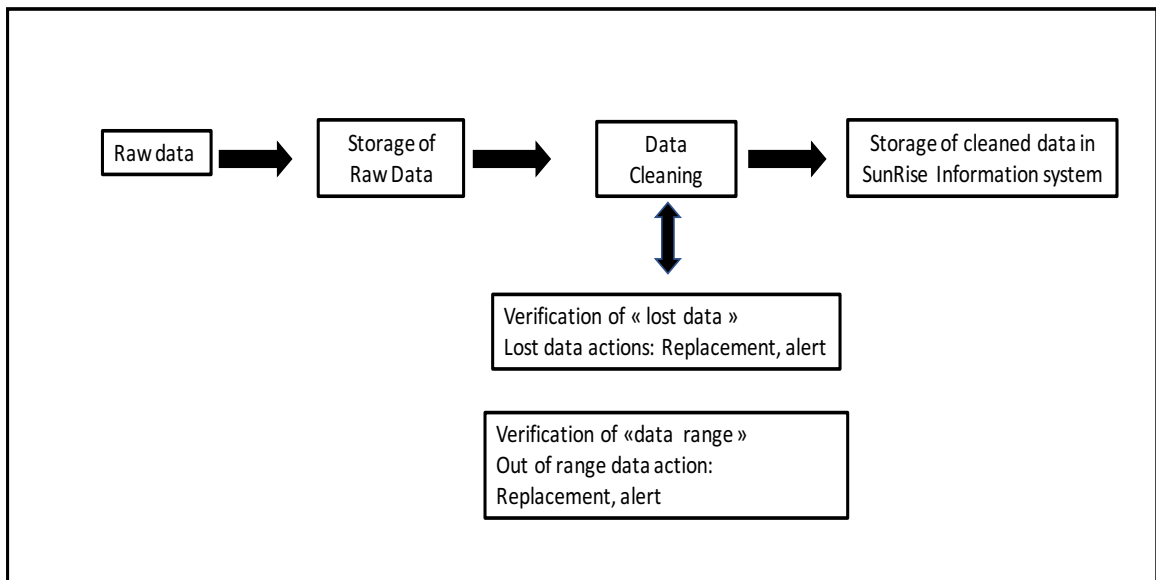 Raw data
Storage of
Raw Data
Data
Cleaning
Storage of cleaned data in
SunRise Information system
Verification of « lost data »
Lost data actions: Replacement, alert
Verification of «data range »
Out of range data action:
Replacement, alert